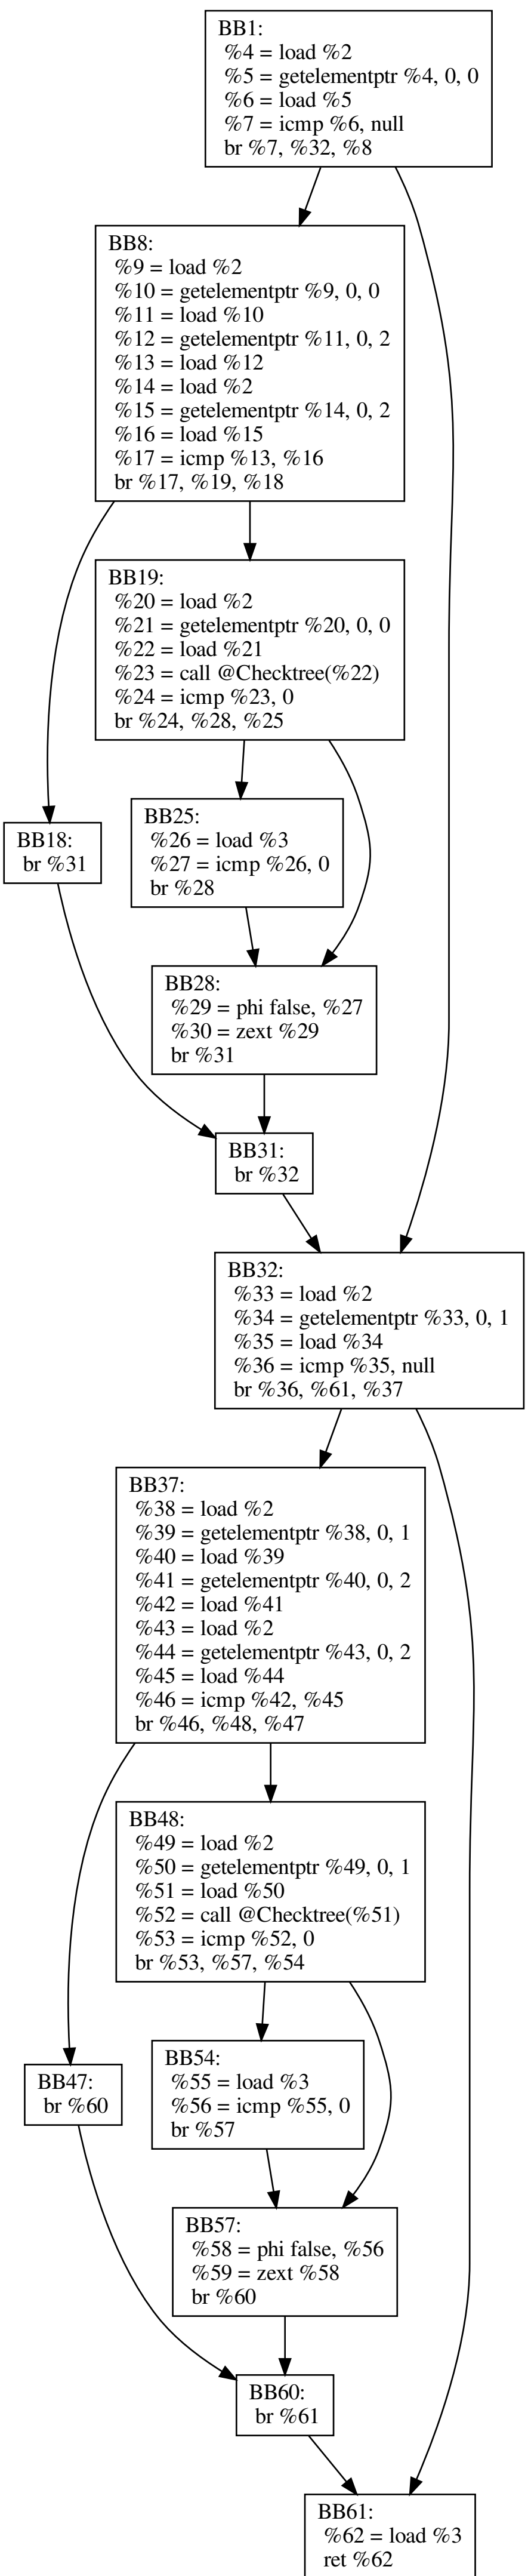 BB1:
%4 = load %2
%5 = getelementptr %4, 0, 0
%6 = load %5
%7 = icmp %6, null
br %7, %32, %8
BB8:
%9 = load %2
%10 = getelementptr %9, 0, 0
%11 = load %10
%12 = getelementptr %11, 0, 2
%13 = load %12
%14 = load %2
%15 = getelementptr %14, 0, 2
%16 = load %15
%17 = icmp %13, %16
br %17, %19, %18
BB19:
%20 = load %2
%21 = getelementptr %20, 0, 0
%22 = load %21
%23 = call @Checktree(%22)
%24 = icmp %23, 0
br %24, %28, %25
BB25:
%26 = load %3
%27 = icmp %26, 0
br %28
BB18:
br %31
BB28:
%29 = phi false, %27
%30 = zext %29
br %31
BB31:
br %32
BB32:
%33 = load %2
%34 = getelementptr %33, 0, 1
%35 = load %34
%36 = icmp %35, null
br %36, %61, %37
BB37:
%38 = load %2
%39 = getelementptr %38, 0, 1
%40 = load %39
%41 = getelementptr %40, 0, 2
%42 = load %41
%43 = load %2
%44 = getelementptr %43, 0, 2
%45 = load %44
%46 = icmp %42, %45
br %46, %48, %47
BB48:
%49 = load %2
%50 = getelementptr %49, 0, 1
%51 = load %50
%52 = call @Checktree(%51)
%53 = icmp %52, 0
br %53, %57, %54
BB54:
%55 = load %3
%56 = icmp %55, 0
br %57
BB47:
br %60
BB57:
%58 = phi false, %56
%59 = zext %58
br %60
BB60:
br %61
BB61:
%62 = load %3
ret %62